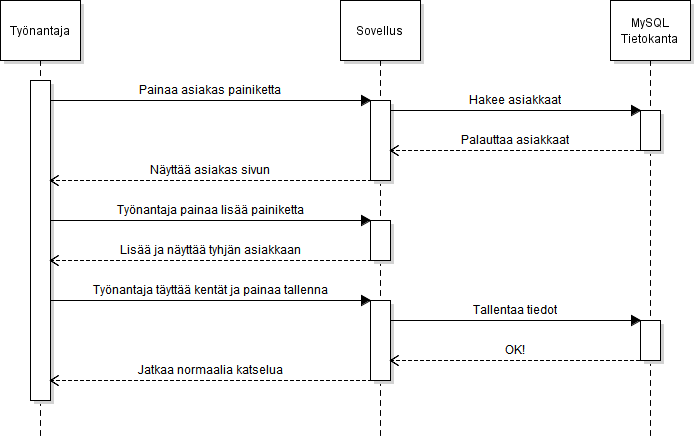 Työnantaja
Sovellus
MySQL
Tietokanta
Painaa asiakas painiketta
Hakee asiakkaat
Palauttaa asiakkaat
Näyttää asiakas sivun
Työnantaja painaa lisää painiketta
Lisää ja näyttää tyhjän asiakkaan
Työnantaja täyttää kentät ja painaa tallenna
Tallentaa tiedot
OK!
Jatkaa normaalia katselua